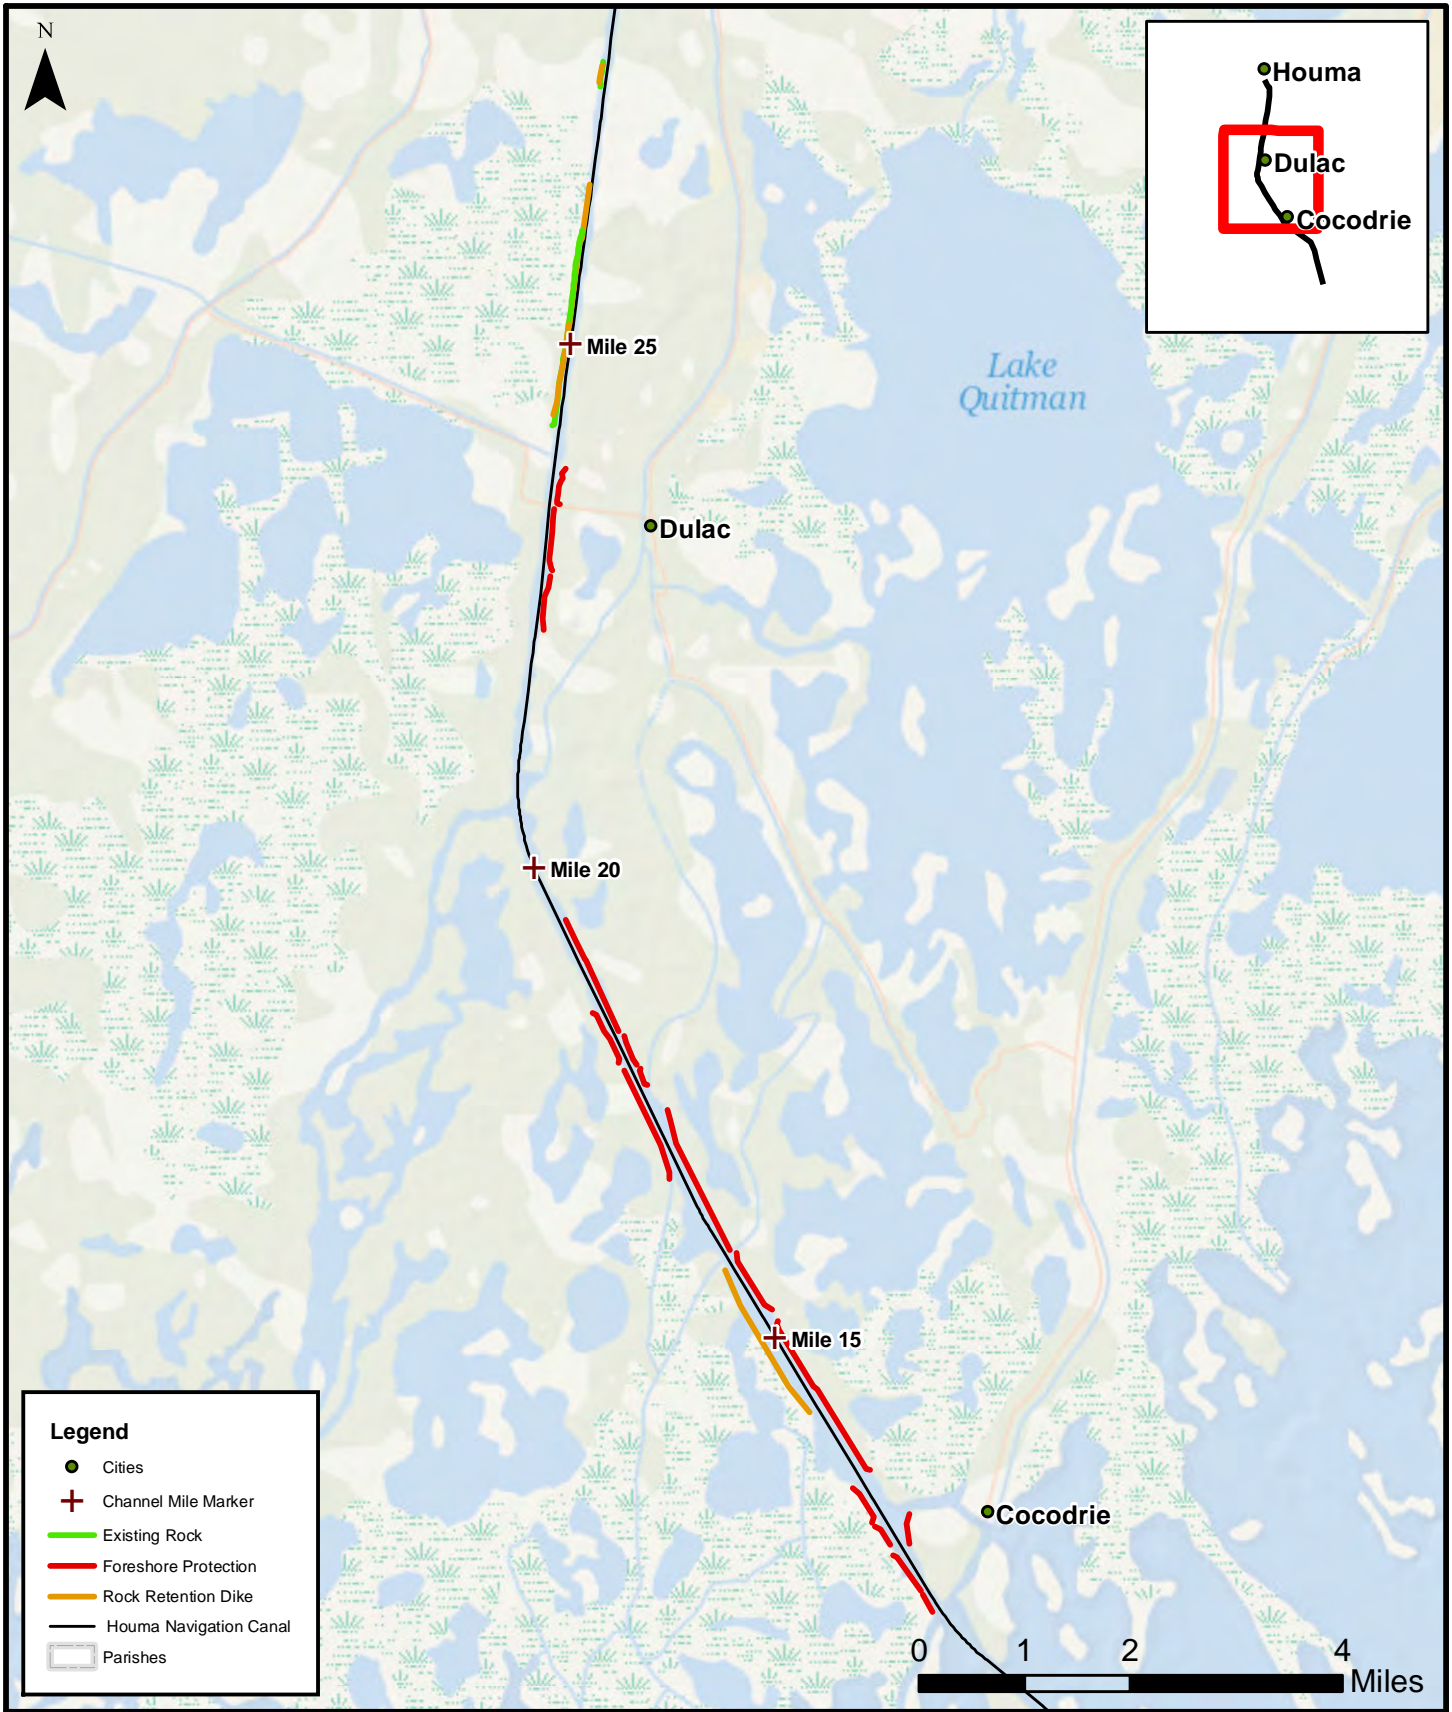 N
Houma
Dulac
Cocodrie
Mile 25
Lake
Quitman
Dulac
Mile 20
Mile 15
Cocodrie
Legend
Cities
Channel Mile Marker
Existing Rock
Foreshore Protection
Rock Retention Dike
Houma Navigation Canal
Parishes
0 1 2 4
Miles